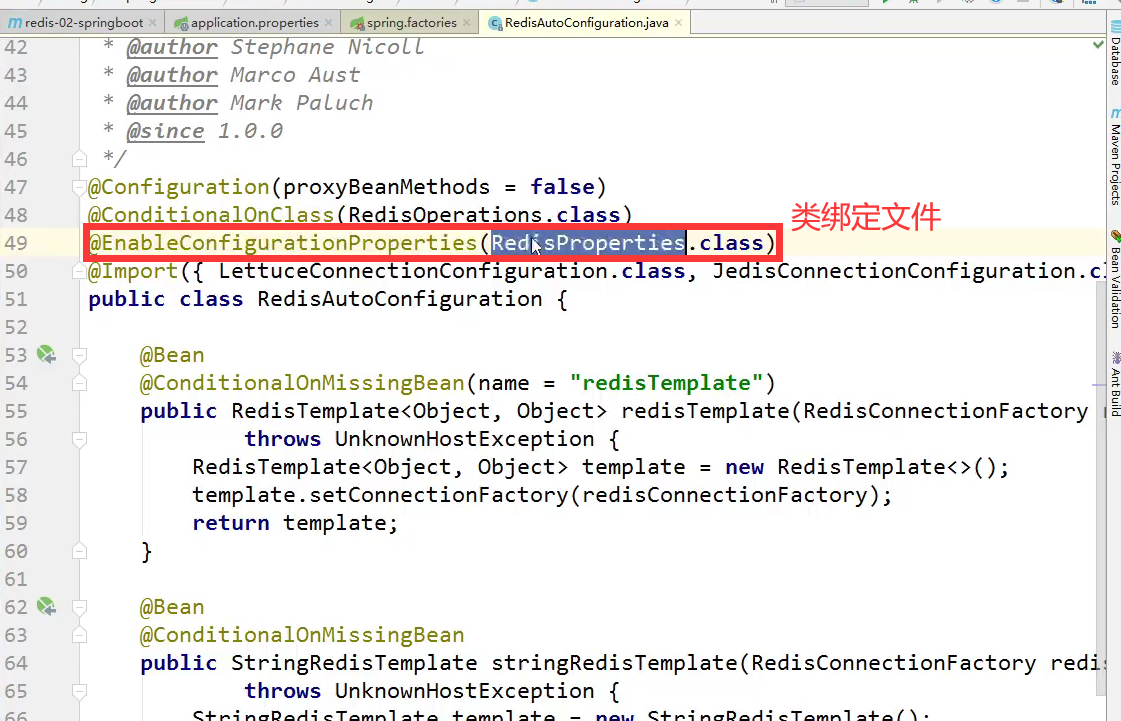 redis-02-springboot
application.properties
spring.factories
RedisAutoConfiguration.java
42 * @author Stephane Nicoll
43 * @author Marco Aust
44 * @author Mark Paluch
45 * @since 1.0.0
46 */
47 @Configuration(proxyBeanMethods = false)
48 @ConditionalOnClass(RedisOperations.class)
类绑定文件
49 @EnableConfigurationProperties(RedisProperties.class)
50 @Import({ LettuceConnectionConfiguration.class, JedisConnectionConfiguration.cl
51 public class RedisAutoConfiguration {
52
53 @Bean
54 @ConditionalOnMissingBean(name = "redisTemplate")
55 public RedisTemplate<Object, Object> redisTemplate(RedisConnectionFactory
56 throws UnknownHostException {
57 RedisTemplate<Object, Object> template = new RedisTemplate<>();
58 template.setConnectionFactory(redisConnectionFactory);
59 return template;
60 }
61
62 @Bean
63 @ConditionalOnMissingBean
64 public StringRedisTemplate stringRedisTemplate(RedisConnectionFactory redis
65 throws UnknownHostException {
66 StringRedisTemplate template = new StringRedisTemplate();
Database
Maven Projects
Bean Validation
Ant Build